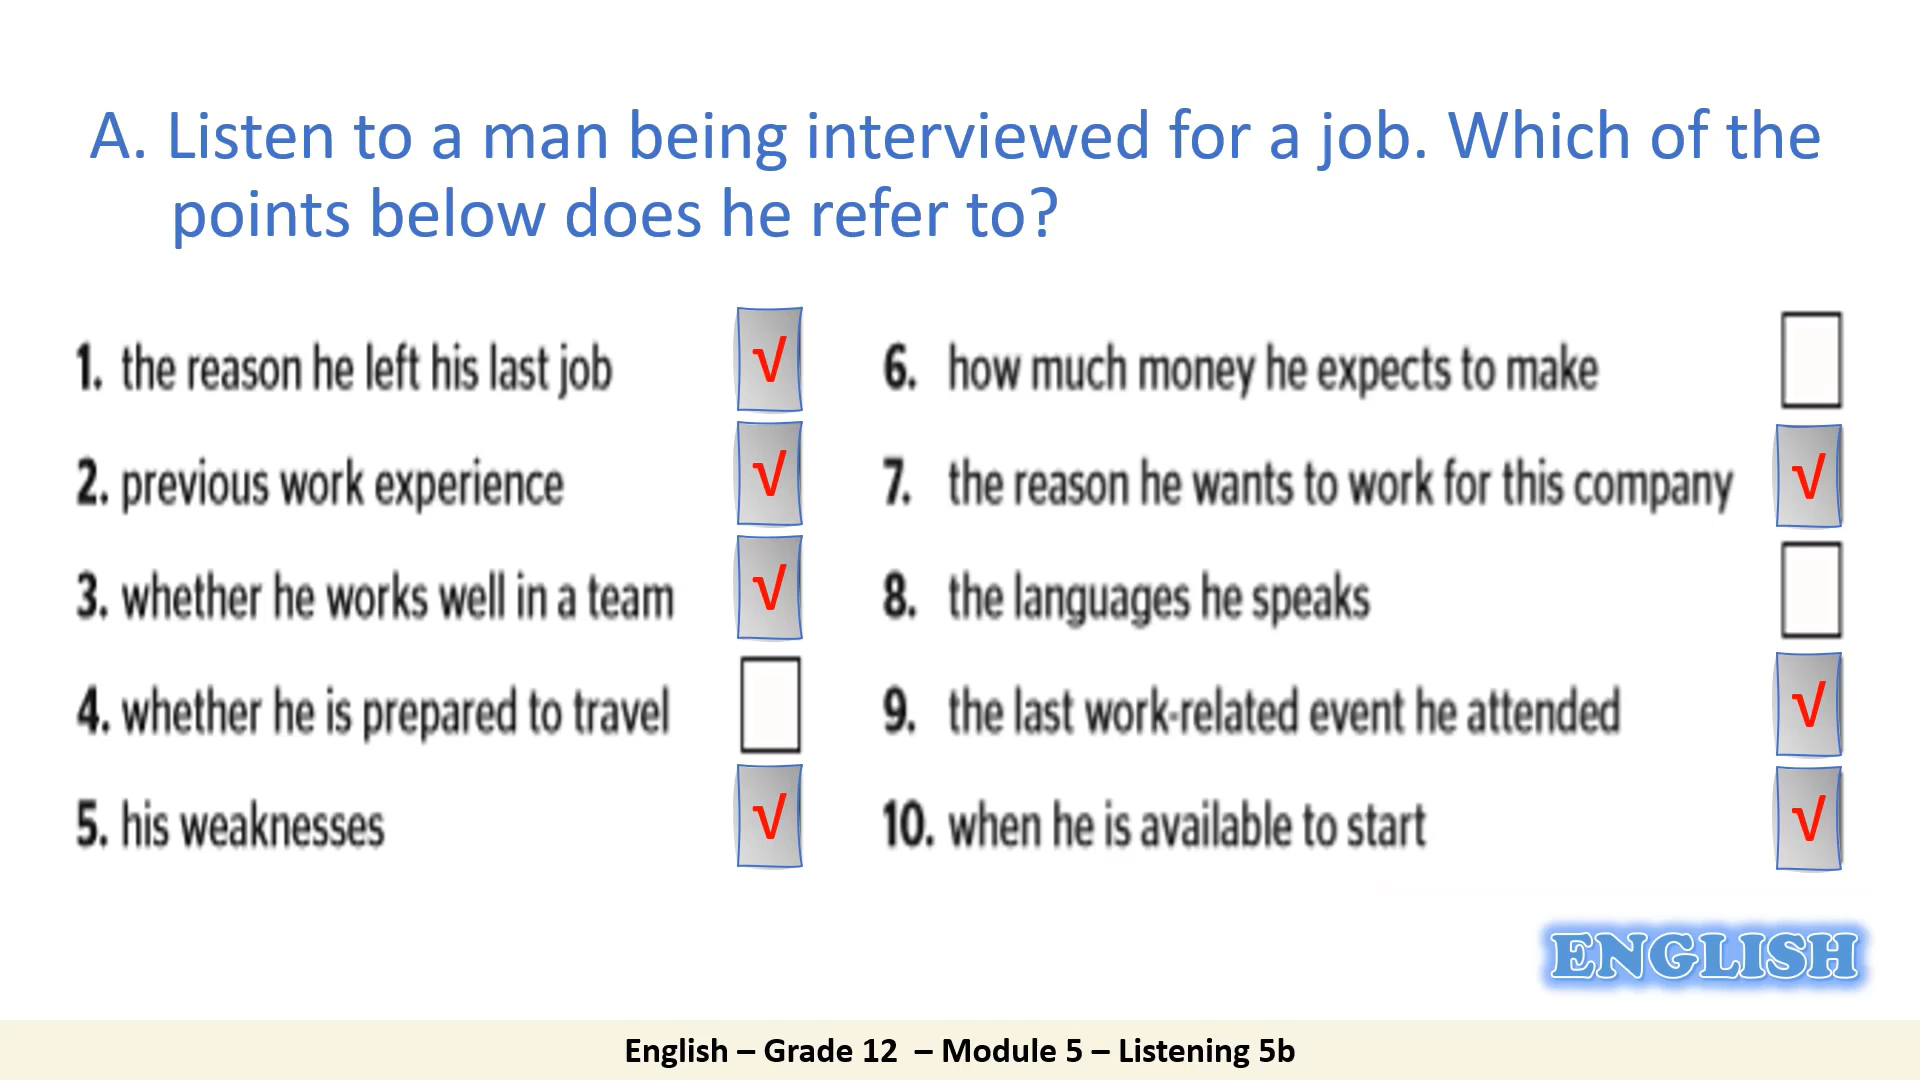 A. Listen to a man being interviewed for a job. Which of the
points below does he refer to?
1. the reason he left his last job √
2. previous work experience √
3. whether he works well in a team √
4. whether he is prepared to travel
5. his weaknesses √
6. how much money he expects to make
7. the reason he wants to work for this company √
8. the languages he speaks
9. the last work-related event he attended √
10. when he is available to start √
ENGLISH
English – Grade 12 – Module 5 – Listening 5b